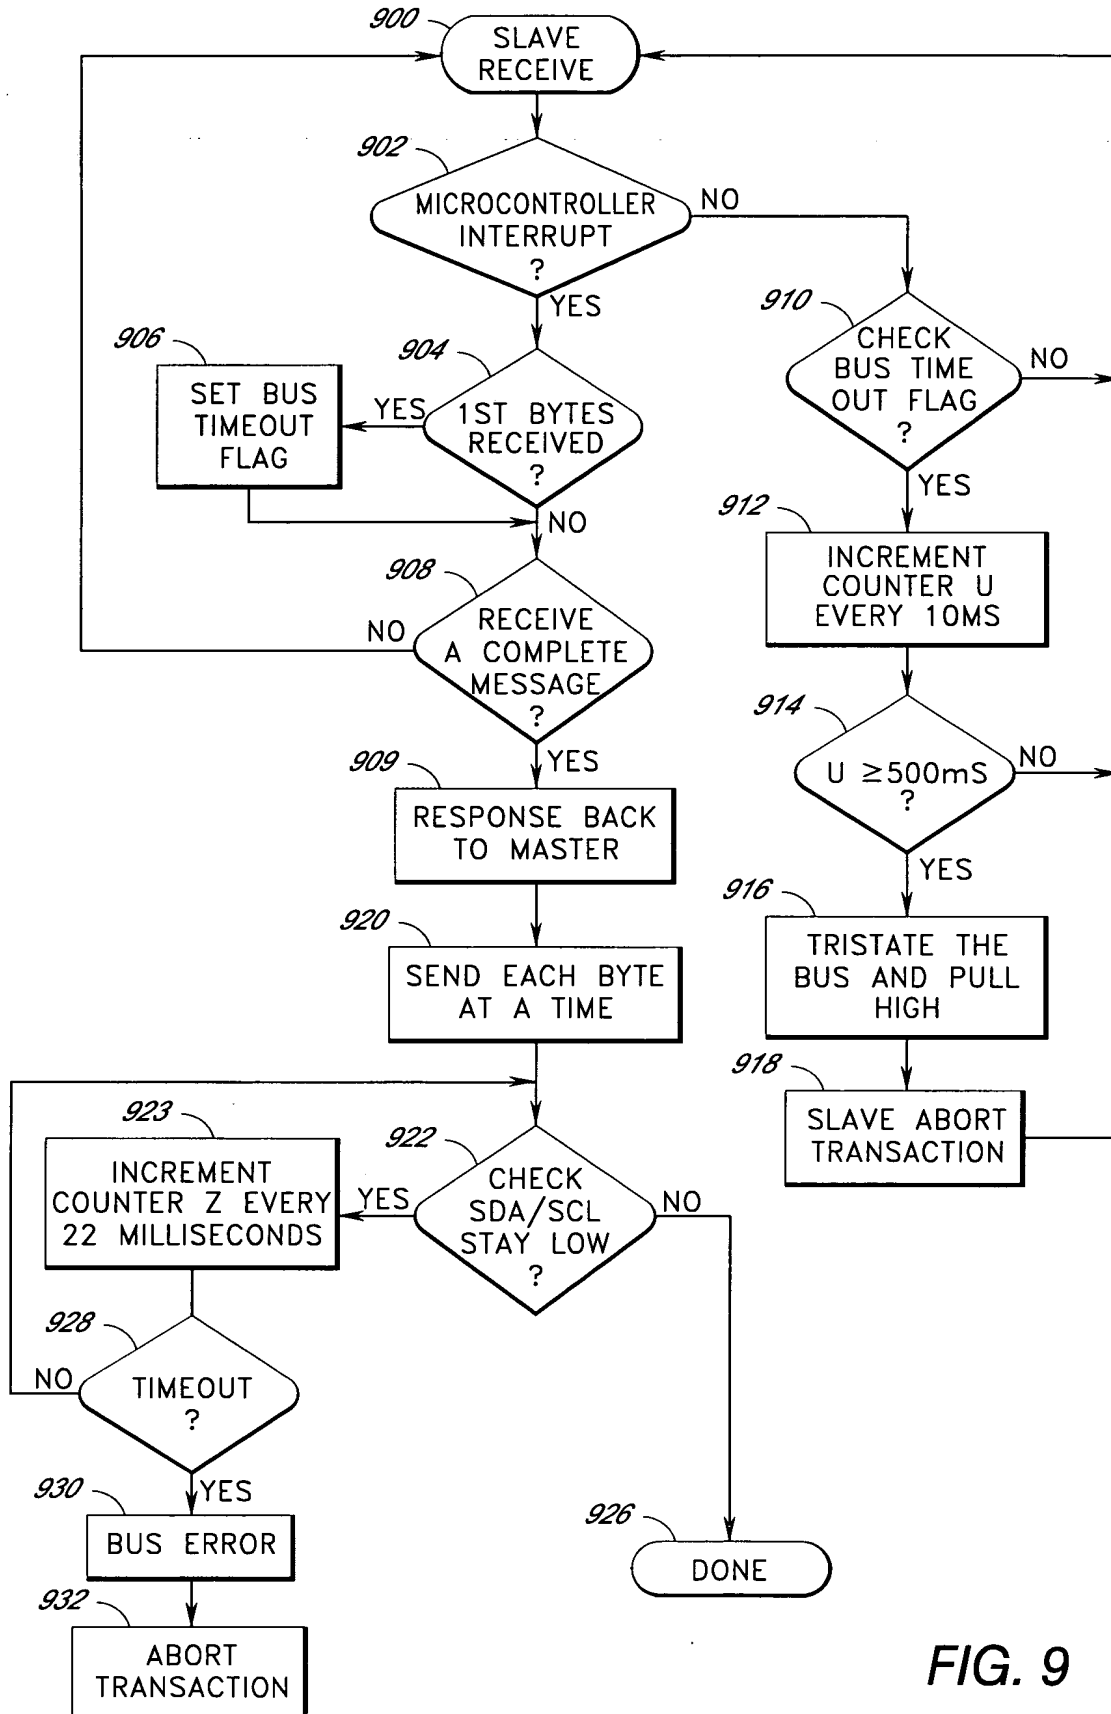 900
SLAVE
RECEIVE
902
MICROCONTROLLER
INTERRUPT
?
NO
YES
904
1ST BYTES
RECEIVED
?
YES
NO
906
SET BUS
TIMEOUT
FLAG
908
RECEIVE
A COMPLETE
MESSAGE
?
NO
YES
909
RESPONSE BACK
TO MASTER
920
SEND EACH BYTE
AT A TIME
922
CHECK
SDA/SCL
STAY LOW
?
YES
NO
923
INCREMENT
COUNTER Z EVERY
22 MILLISECONDS
928
TIMEOUT
?
NO
YES
930
BUS ERROR
932
ABORT
TRANSACTION
926
DONE
910
CHECK
BUS TIME
OUT FLAG
?
NO
YES
912
INCREMENT
COUNTER U
EVERY 10MS
914
U ≥500mS
?
NO
YES
916
TRISTATE THE
BUS AND PULL
HIGH
918
SLAVE ABORT
TRANSACTION
FIG. 9